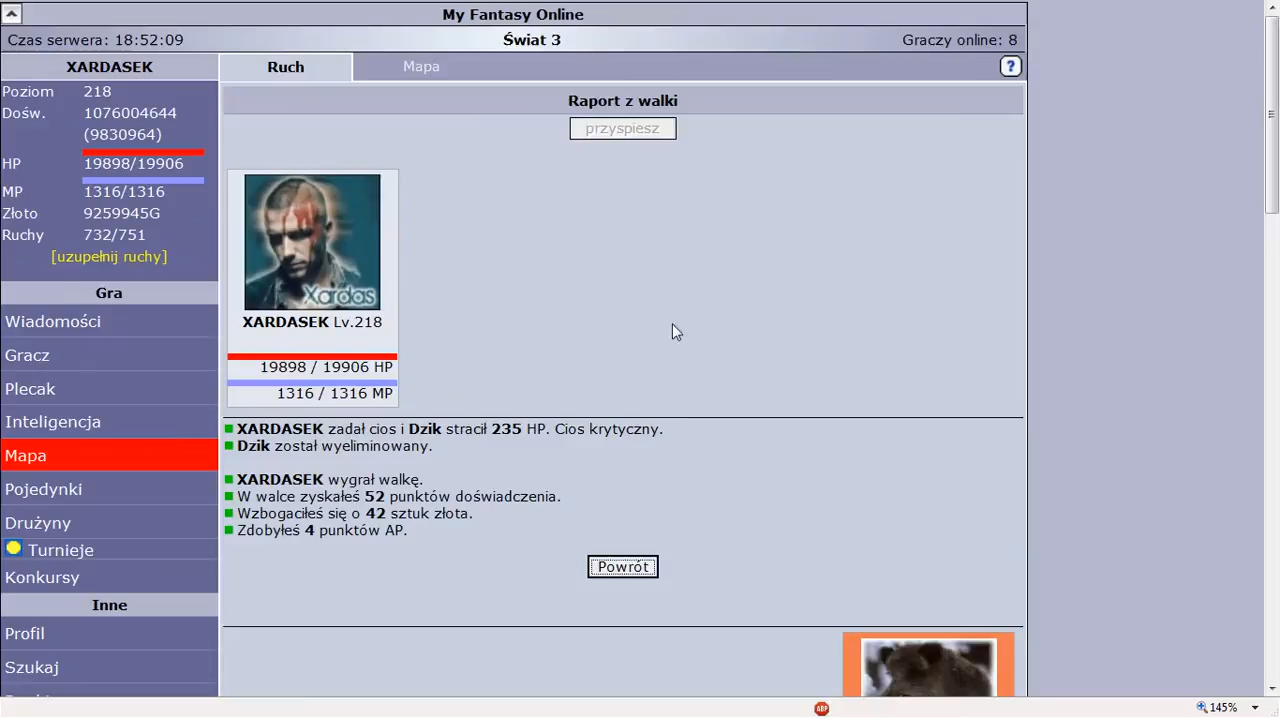 My Fantasy Online
Czas serwera: 18:52:09
Świat 3
Graczy online: 8
XARDASEK
Ruch
Mapa
?
Poziom 218
Dośw. 1076004644
(9830964)
HP 19898/19906
MP 1316/1316
Złoto 9259945G
Ruchy 732/751
[uzupełnij ruchy]
Gra
Wiadomości
Gracz
Plecak
Inteligencja
Mapa
Pojedynki
Drużyny
Turnieje
Konkursy
Inne
Profil
Szukaj
Raport z walki
przyspiesz
Xardas
XARDASEK Lv.218
19898 / 19906 HP
1316 / 1316 MP
XARDASEK zadał cios i Dzik stracił 235 HP. Cios krytyczny.
Dzik został wyeliminowany.
XARDASEK wygrał walkę.
W walce zyskałeś 52 punktów doświadczenia.
Wzbogaciłeś się o 42 sztuk złota.
Zdobyłeś 4 punktów AP.
Powrót
ABP
145%